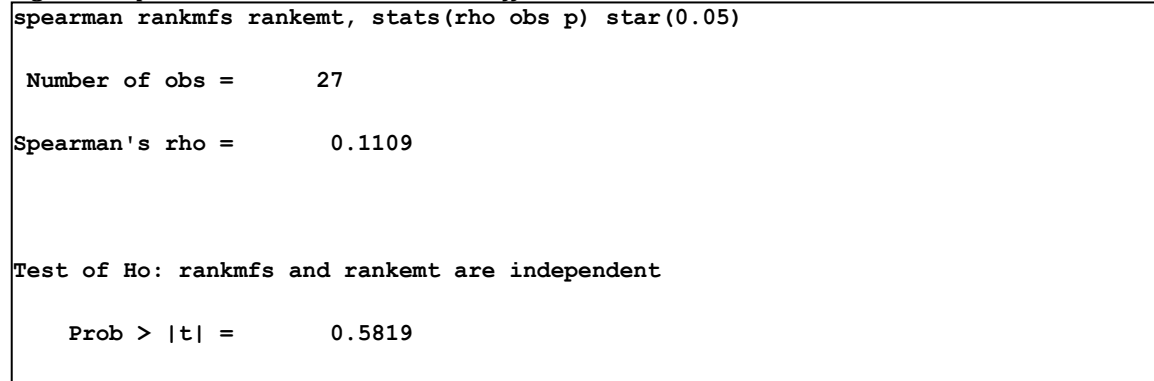 spearman rankmfs rankemt, stats(rho obs p) star(0.05)
Number of obs = 27
Spearman's rho = 0.1109
Test of Ho: rankmfs and rankemt are independent
Prob > |t| = 0.5819